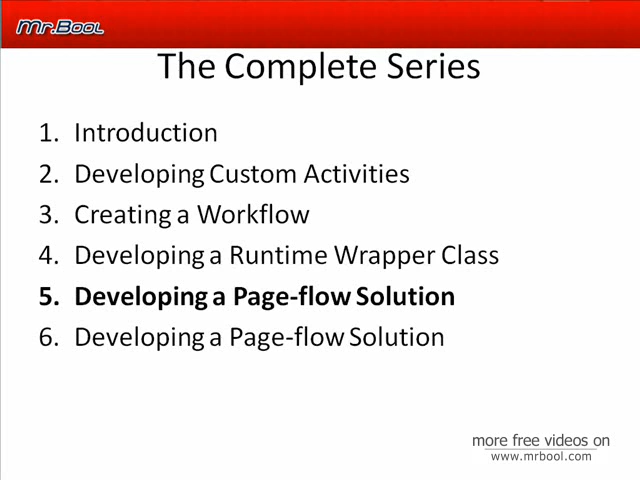 Mr.Bool
The Complete Series
1. Introduction
2. Developing Custom Activities
3. Creating a Workflow
4. Developing a Runtime Wrapper Class
5. Developing a Page-flow Solution
6. Developing a Page-flow Solution
more free videos on
www.mrbool.com